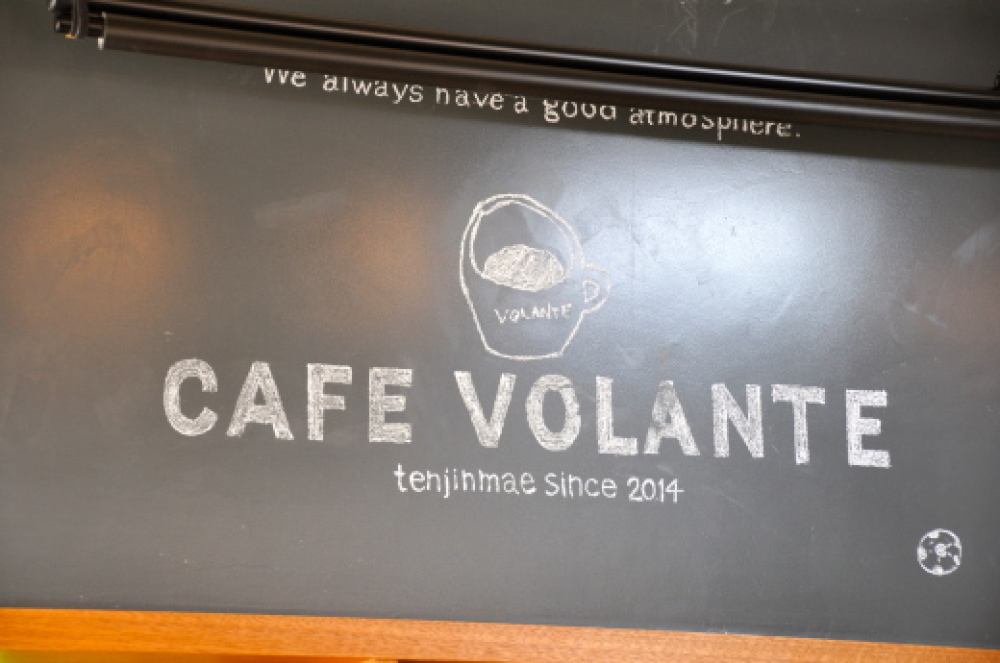 We always have a good atmosphere.
VOLANTE
CAFE VOLANTE
tenjinmae since 2014